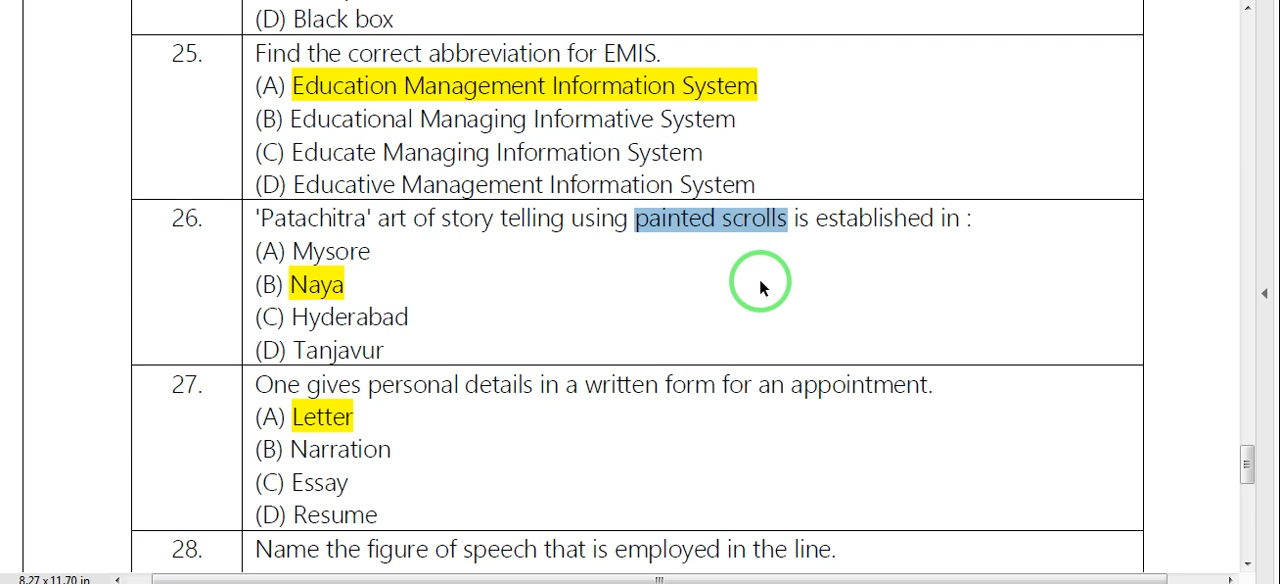 (D) Black box
25. Find the correct abbreviation for EMIS.
(A) Education Management Information System
(B) Educational Managing Informative System
(C) Educate Managing Information System
(D) Educative Management Information System
26. 'Patachitra' art of story telling using painted scrolls is established in :
(A) Mysore
(B) Naya
(C) Hyderabad
(D) Tanjavur
27. One gives personal details in a written form for an appointment.
(A) Letter
(B) Narration
(C) Essay
(D) Resume
28. Name the figure of speech that is employed in the line.
8.27 x 11.70 in